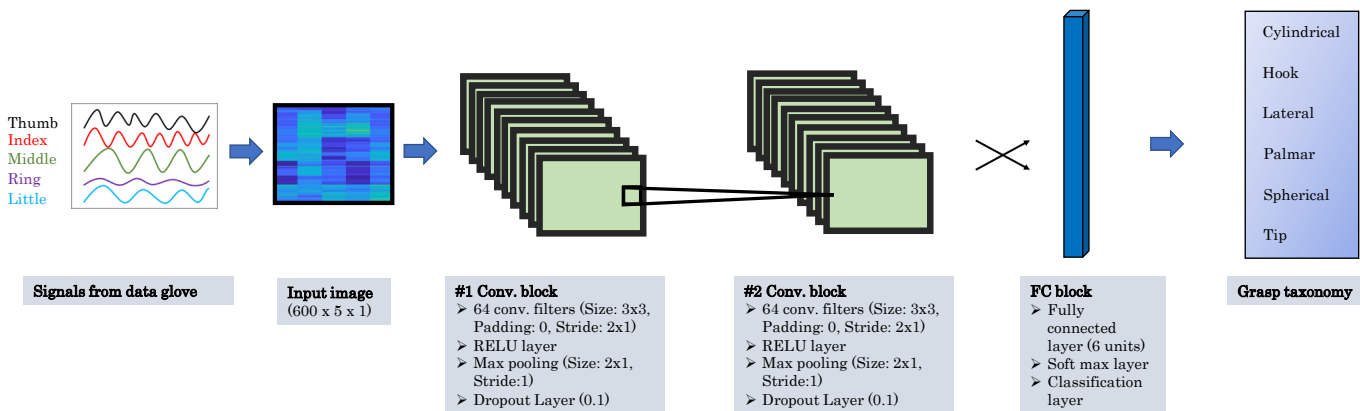 Thumb
Index
Middle
Ring
Little
Signals from data glove
Input image
(600 x 5 x 1)
#1 Conv. block
➢ 64 conv. filters (Size: 3x3,
Padding: 0, Stride: 2x1)
➢ RELU layer
➢ Max pooling (Size: 2x1,
Stride:1)
➢ Dropout Layer (0.1)
#2 Conv. block
➢ 64 conv. filters (Size: 3x3,
Padding: 0, Stride: 2x1)
➢ RELU layer
➢ Max pooling (Size: 2x1,
Stride:1)
➢ Dropout Layer (0.1)
FC block
➢ Fully
connected
layer (6 units)
➢ Soft max layer
➢ Classification
layer
Cylindrical
Hook
Lateral
Palmar
Spherical
Tip
Grasp taxonomy